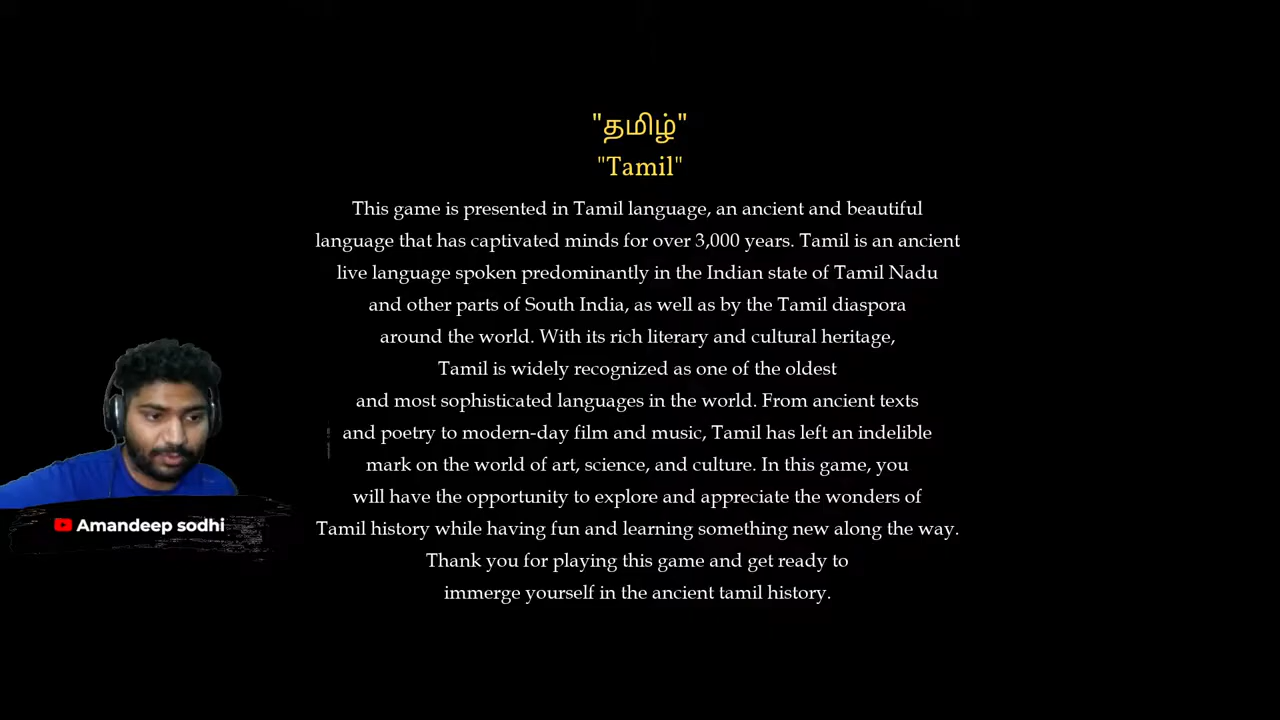 "தமிழ்"
"Tamil"
This game is presented in Tamil language, an ancient and beautiful
language that has captivated minds for over 3,000 years. Tamil is an ancient
live language spoken predominantly in the Indian state of Tamil Nadu
and other parts of South India, as well as by the Tamil diaspora
around the world. With its rich literary and cultural heritage,
Tamil is widely recognized as one of the oldest
and most sophisticated languages in the world. From ancient texts
and poetry to modern-day film and music, Tamil has left an indelible
mark on the world of art, science, and culture. In this game, you
will have the opportunity to explore and appreciate the wonders of
Tamil history while having fun and learning something new along the way.
Thank you for playing this game and get ready to
immerge yourself in the ancient tamil history.
Amandeep sodhi